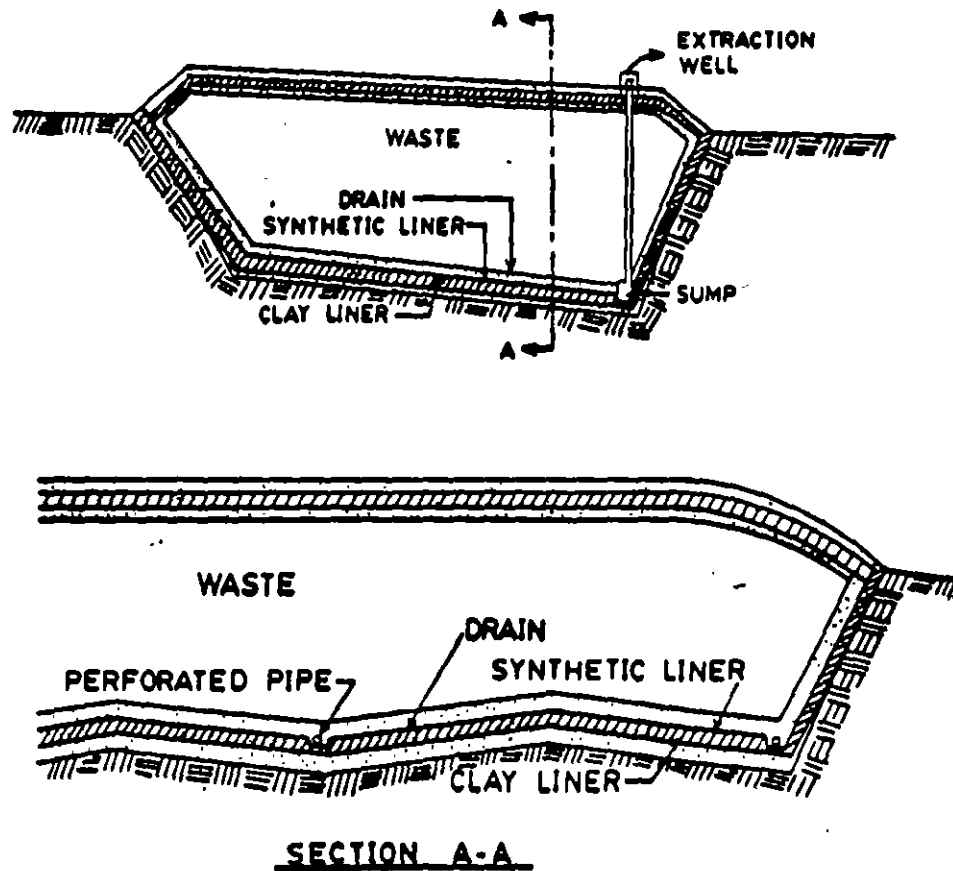 A
EXTRACTION
WELL
WASTE
DRAIN
SYNTHETIC LINER
CLAY LINER
SUMP
A
WASTE
DRAIN
PERFORATED PIPE
SYNTHETIC LINER
CLAY LINER
SECTION A-A